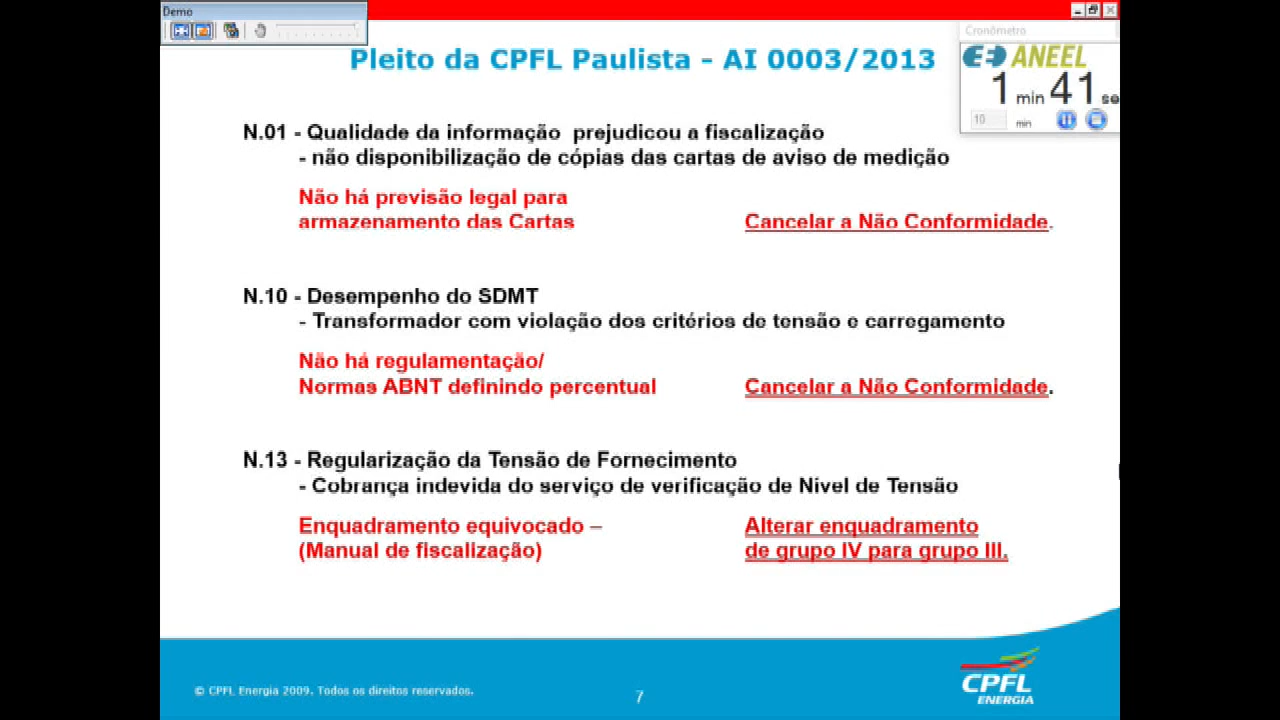 Demo
Pleito da CPFL Paulista - AI 0003/2013
Cronômetro
ANEEL
1 min 41 se
10 min
N.01 - Qualidade da informação prejudicou a fiscalização
- não disponibilização de cópias das cartas de aviso de medição
Não há previsão legal para
armazenamento das Cartas
Cancelar a Não Conformidade.
N.10 - Desempenho do SDMT
- Transformador com violação dos critérios de tensão e carregamento
Não há regulamentação/
Normas ABNT definindo percentual
Cancelar a Não Conformidade.
N.13 - Regularização da Tensão de Fornecimento
- Cobrança indevida do serviço de verificação de Nível de Tensão
Enquadramento equivocado –
(Manual de fiscalização)
Alterar enquadramento
de grupo IV para grupo III.
© CPFL Energia 2009. Todos os direitos reservados.
7
CPFL
ENERGIA